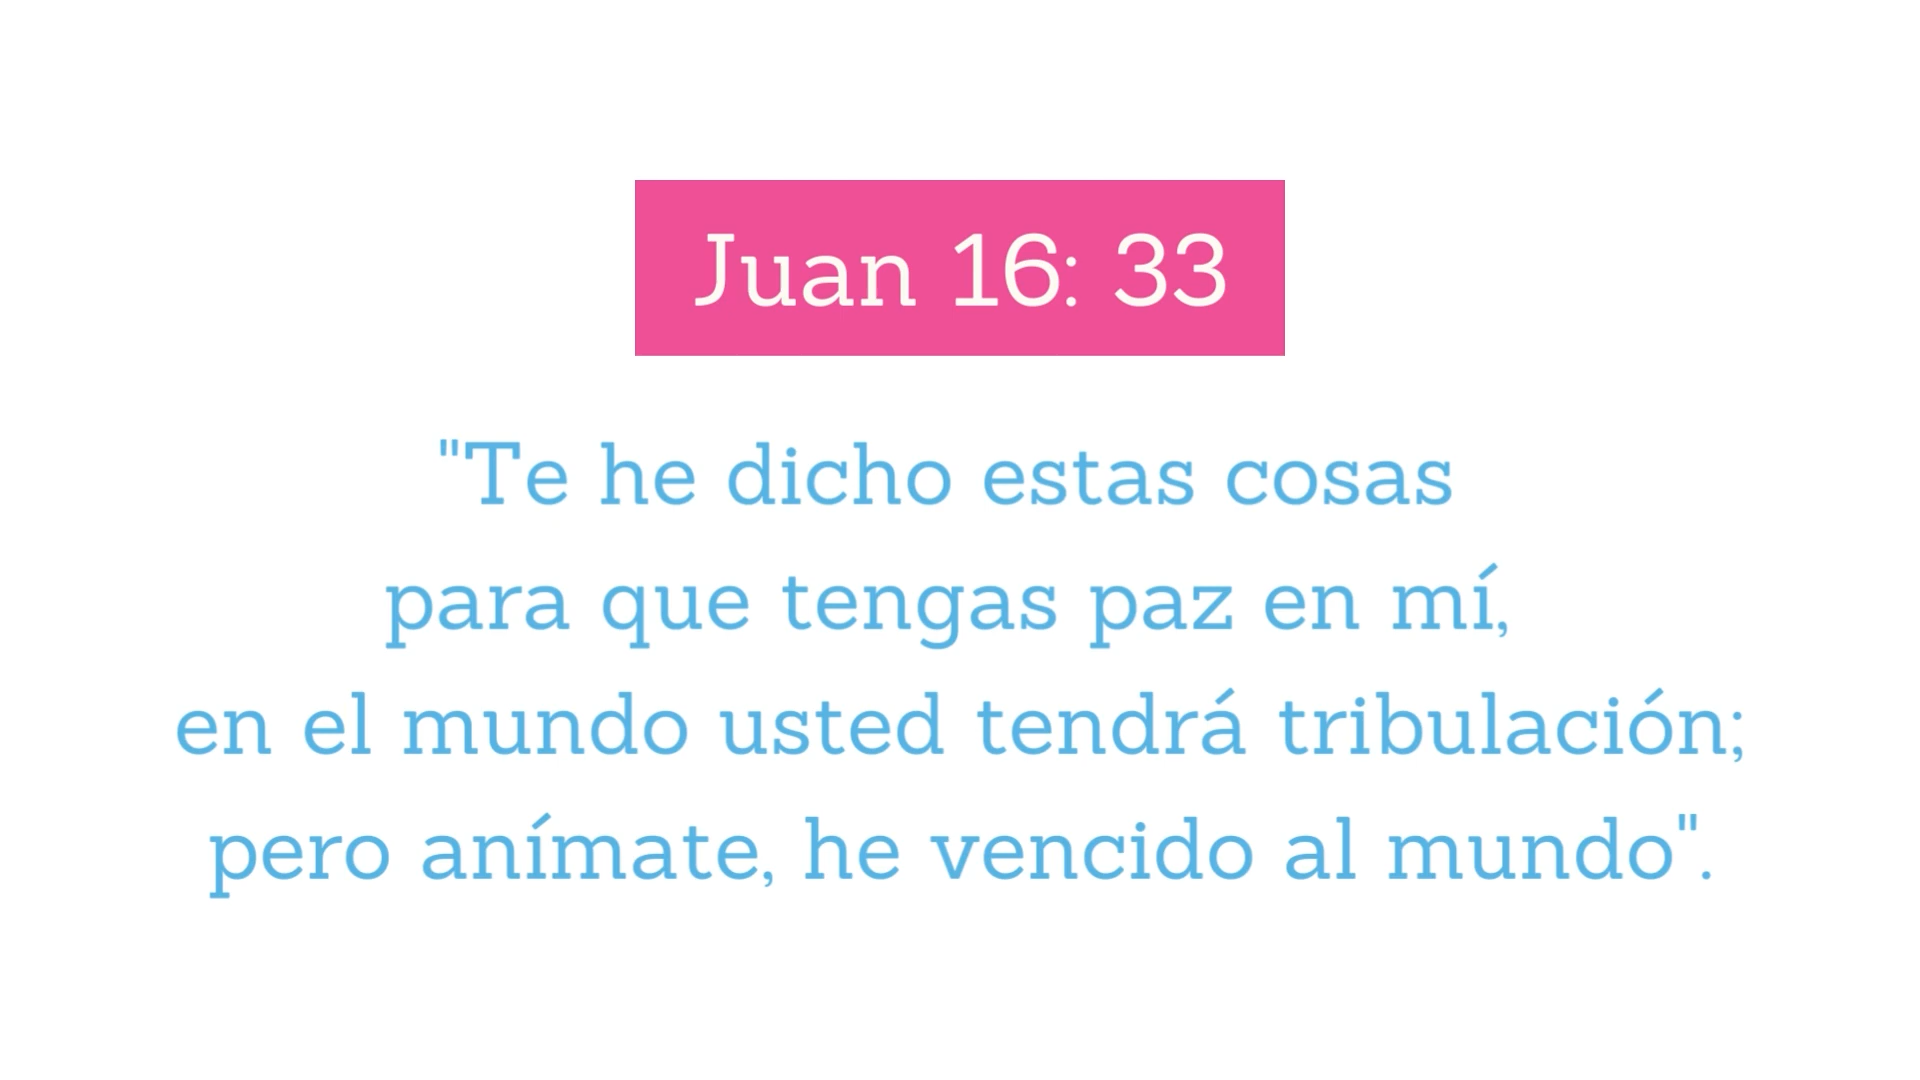 Juan 16: 33
"Te he dicho estas cosas
para que tengas paz en mí,
en el mundo usted tendrá tribulación;
pero anímate, he vencido al mundo".